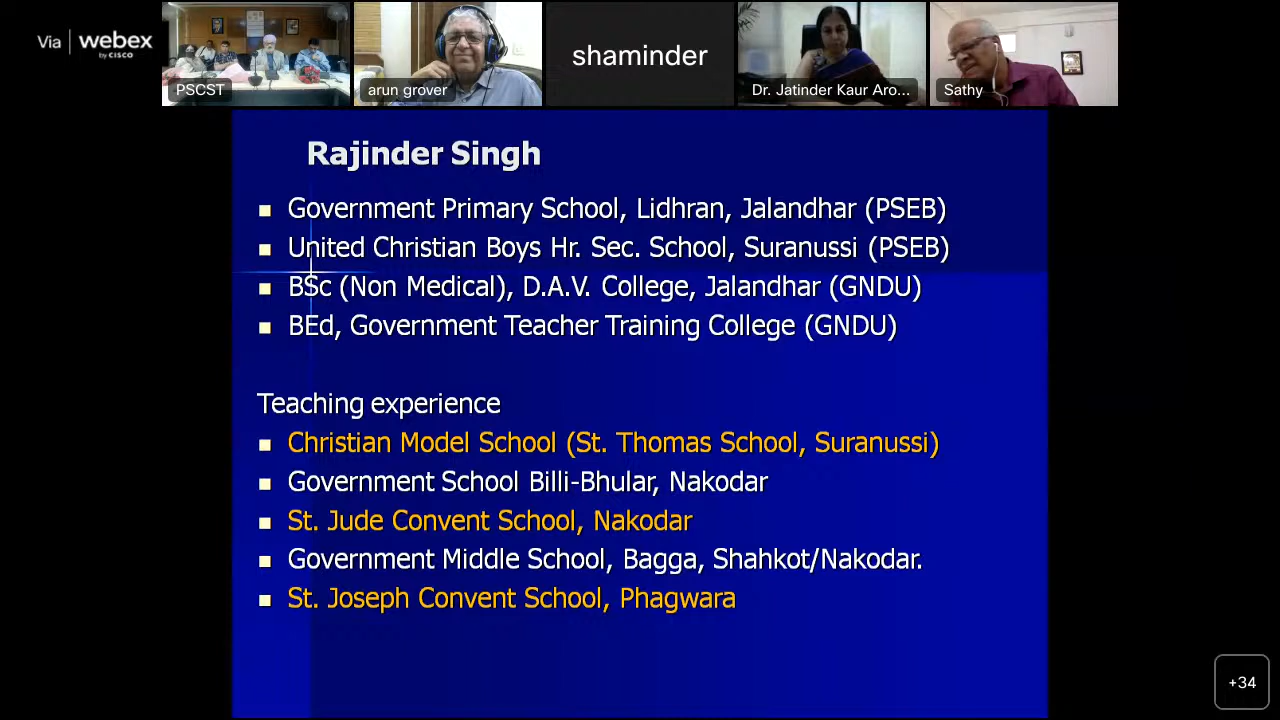 Via | webex
by CISCO
PSCST
arun grover
shaminder
Dr. Jatinder Kaur Aro...
Sathy
Rajinder Singh
Government Primary School, Lidhran, Jalandhar (PSEB)
United Christian Boys Hr. Sec. School, Suranussi (PSEB)
BSc (Non Medical), D.A.V. College, Jalandhar (GNDU)
BEd, Government Teacher Training College (GNDU)
Teaching experience
Christian Model School (St. Thomas School, Suranussi)
Government School Billi-Bhular, Nakodar
St. Jude Convent School, Nakodar
Government Middle School, Bagga, Shahkot/Nakodar.
St. Joseph Convent School, Phagwara
+34